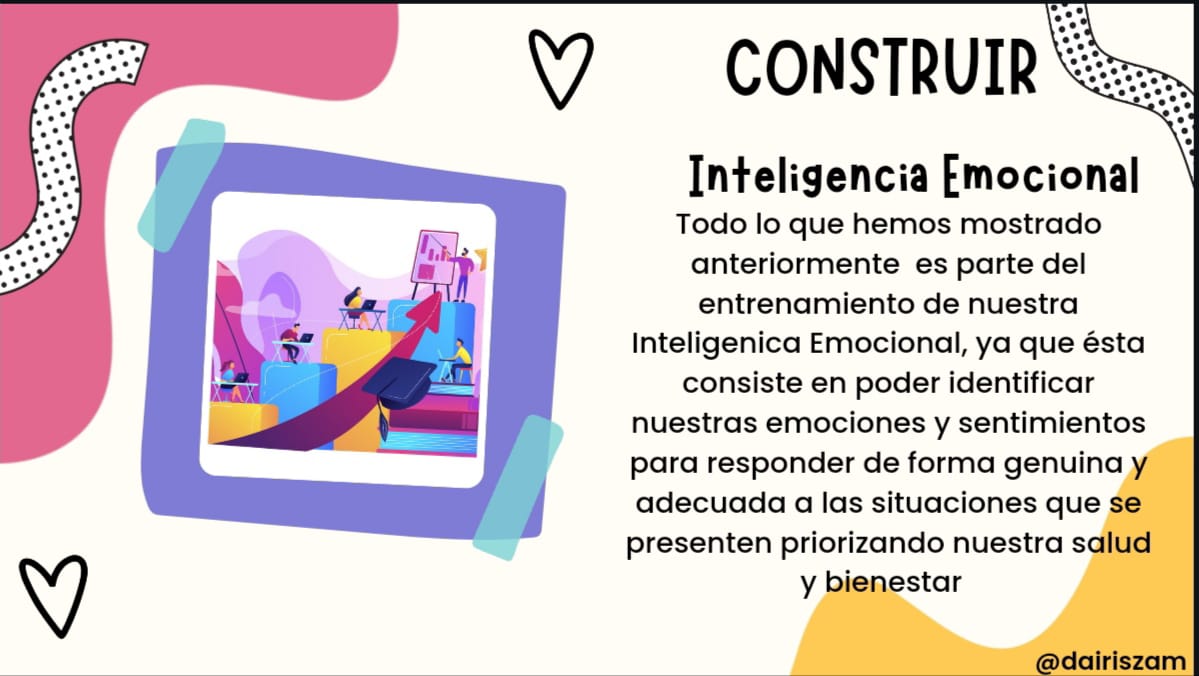 CONSTRUIR
Inteligencia Emocional
Todo lo que hemos mostrado
anteriormente es parte del
entrenamiento de nuestra
Inteligenica Emocional, ya que ésta
consiste en poder identificar
nuestras emociones y sentimientos
para responder de forma genuina y
adecuada a las situaciones que se
presenten priorizando nuestra salud
y bienestar
@dairiszam